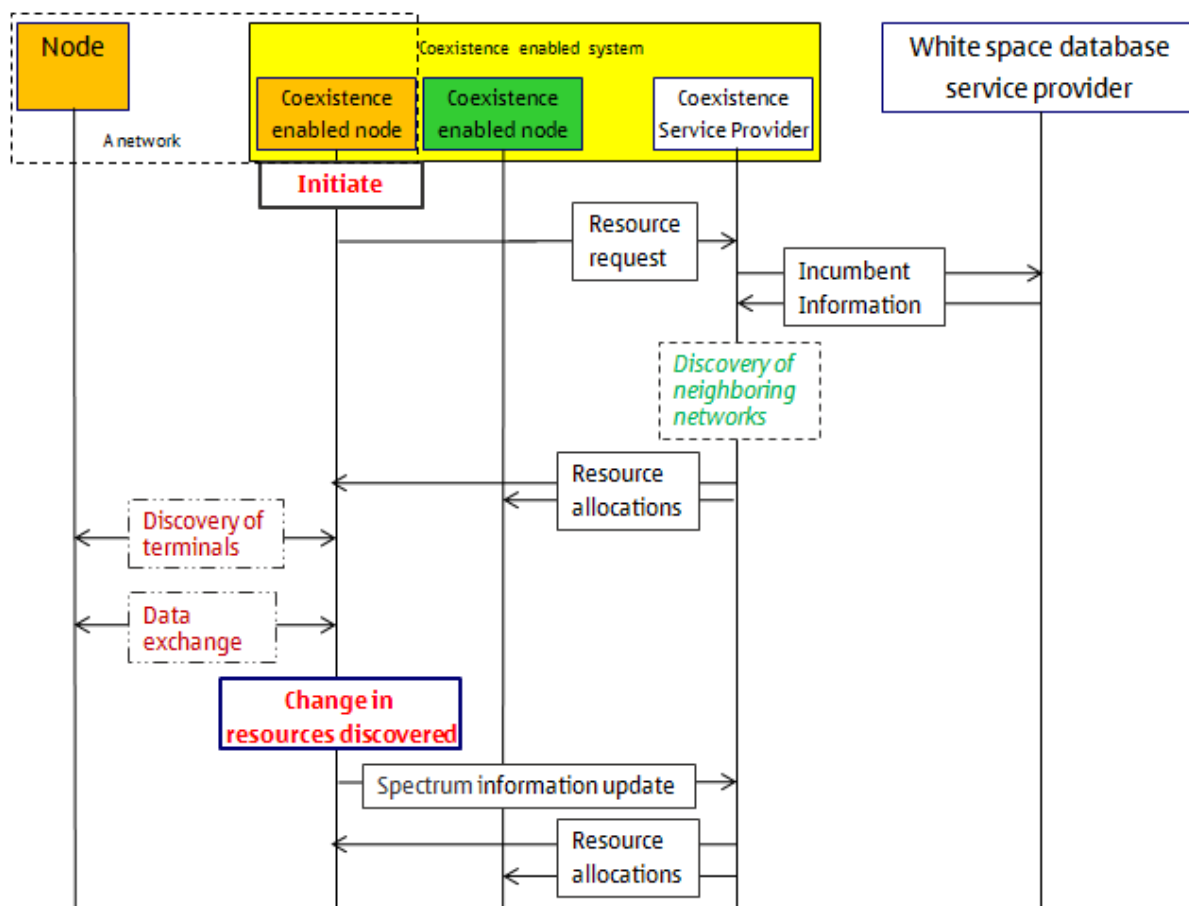 Node
Coexistence enabled system
White space database
service provider
Coexistence
enabled node
Coexistence
enabled node
Coexistence
Service Provider
A network
Initiate
Resource
request
Incumbent
Information
Discovery of
neighboring
networks
Resource
allocations
Discovery of
terminals
Data
exchange
Change in
resources discovered
Spectrum information update
Resource
allocations